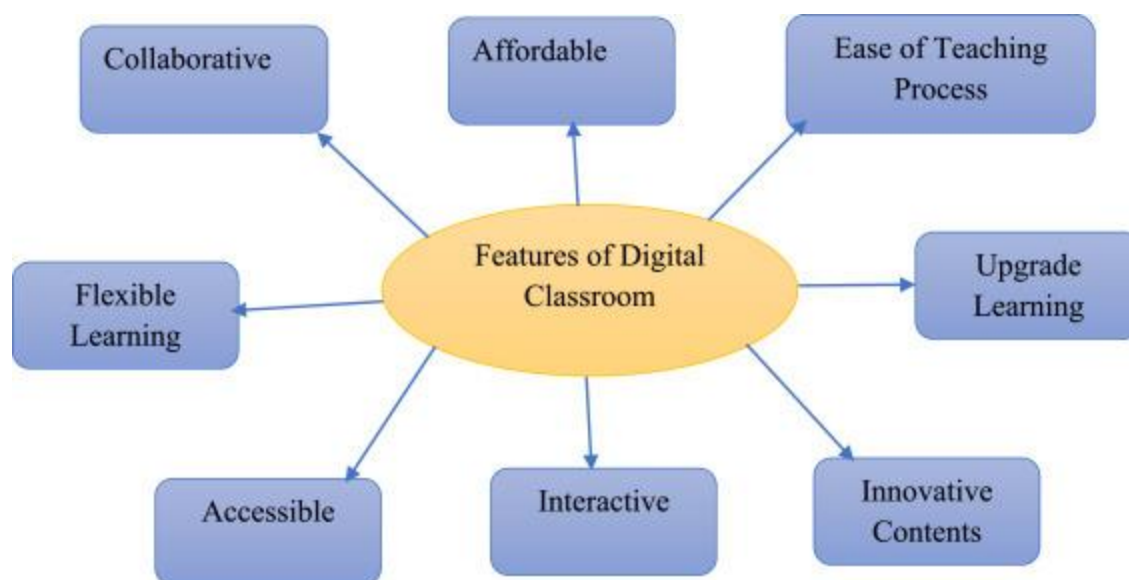 Collaborative
Affordable
Ease of Teaching
Process
Features of Digital
Classroom
Flexible
Learning
Upgrade
Learning
Accessible
Interactive
Innovative
Contents